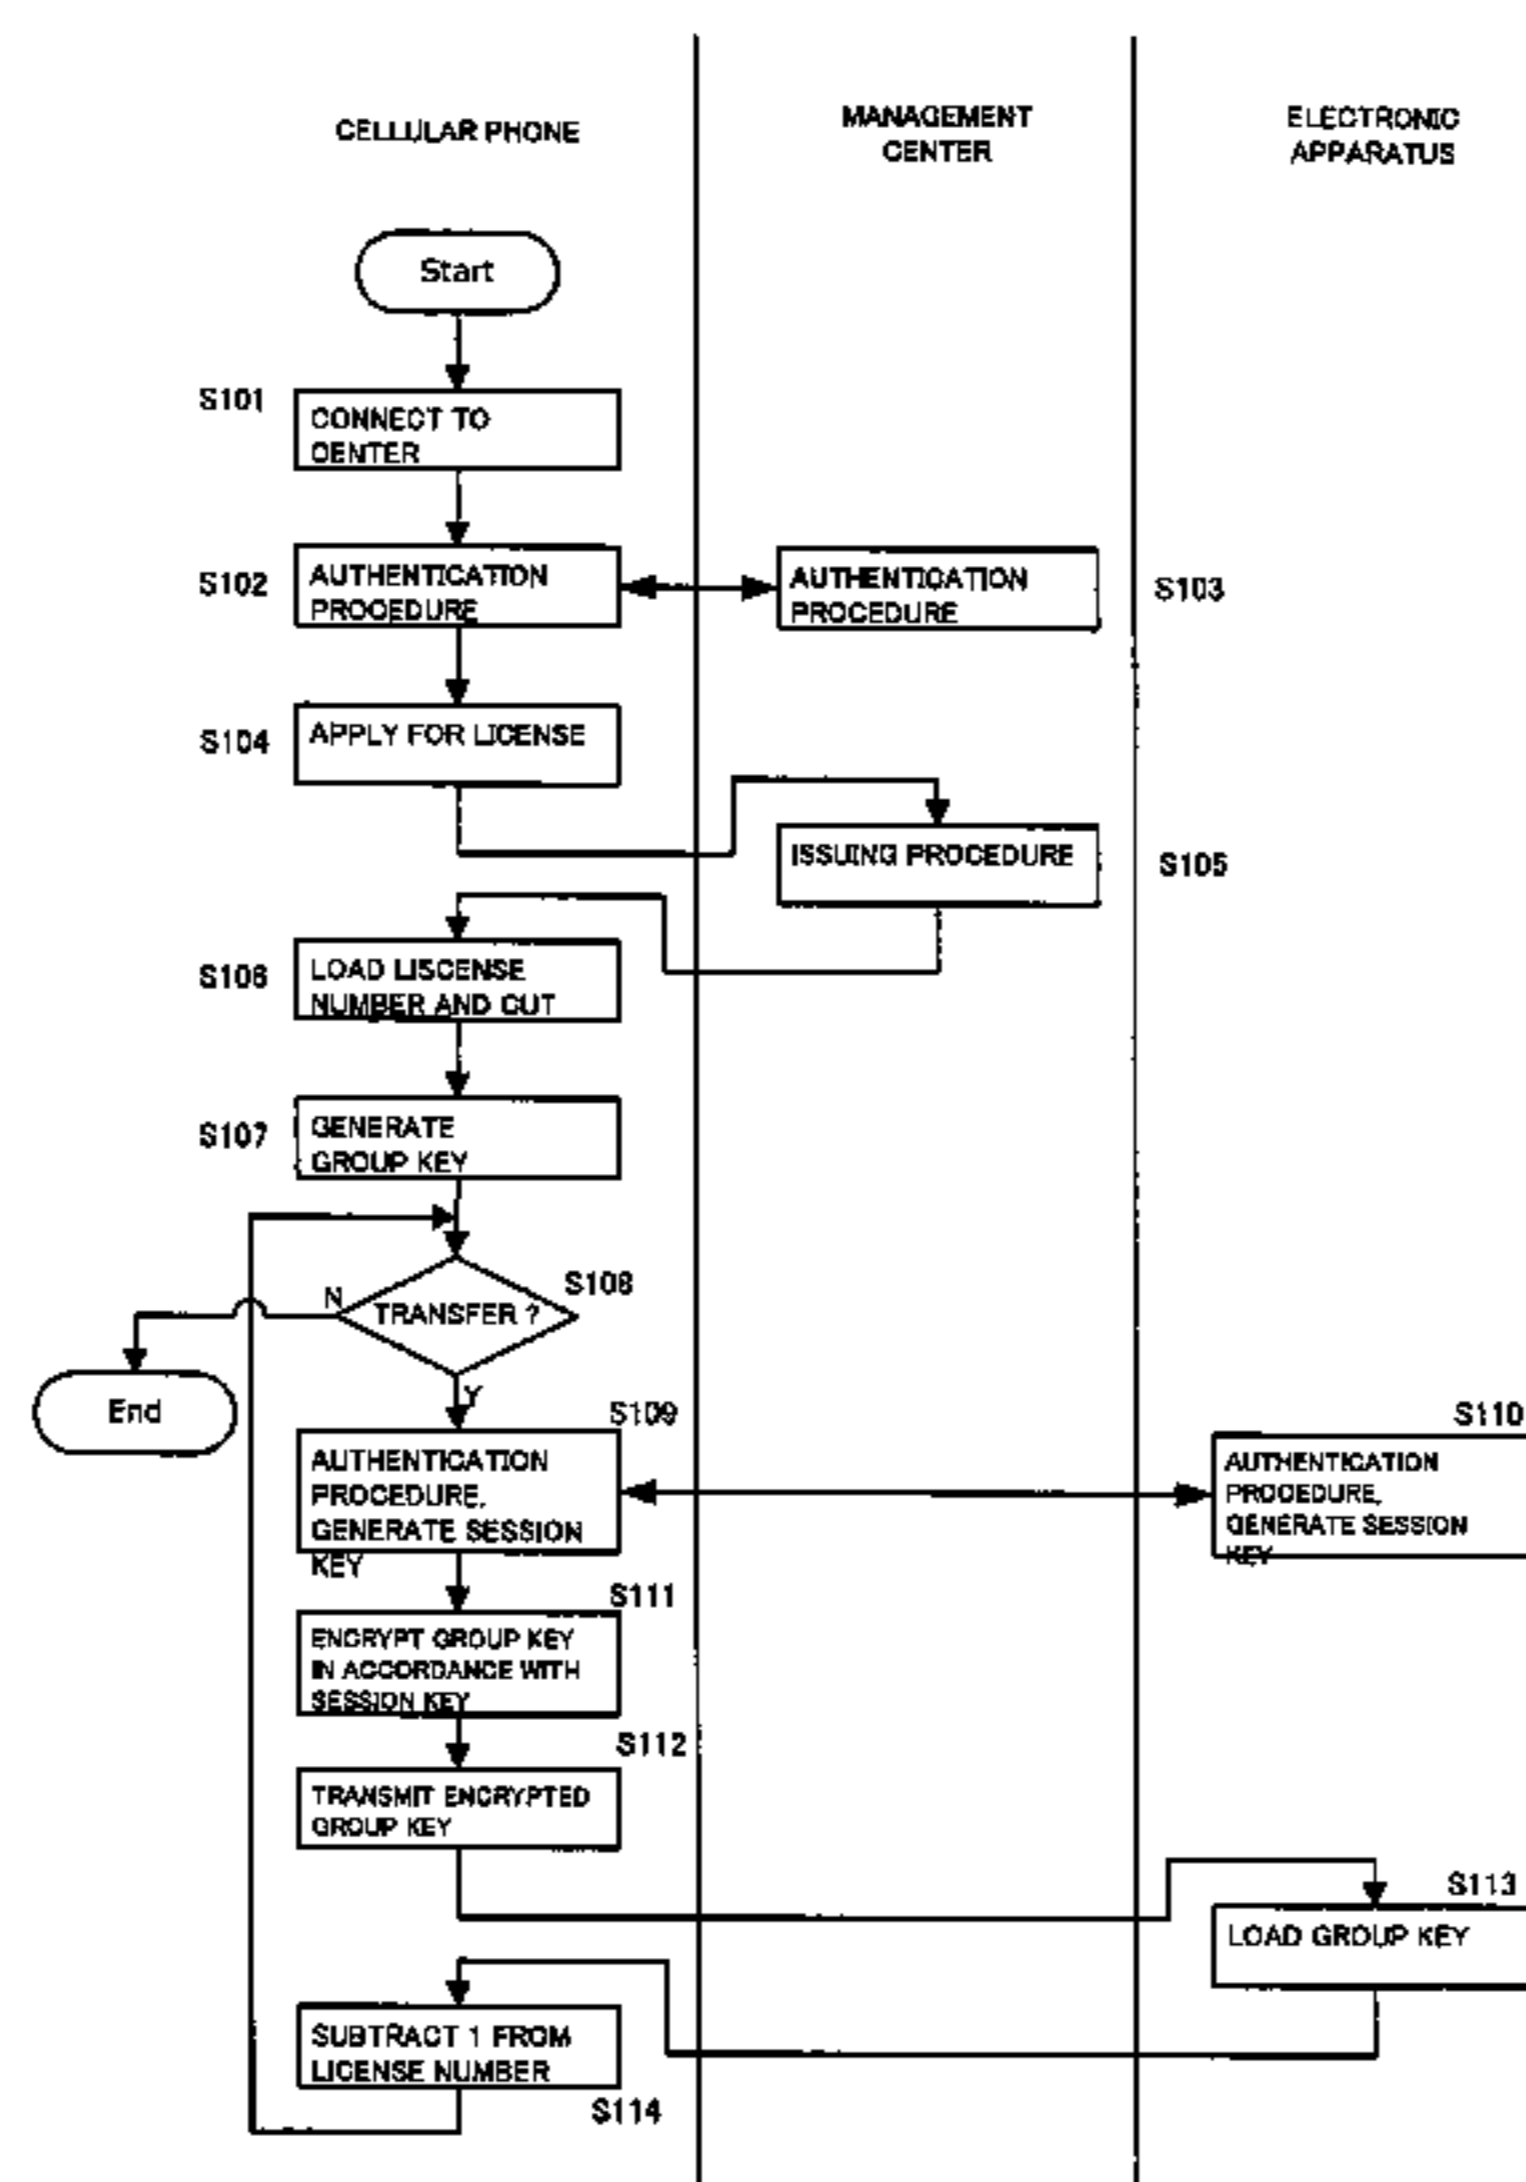 CELLULAR PHONE
MANAGEMENT
CENTER
ELECTRONIC
APPARATUS
Start
S101
CONNECT TO
CENTER
S102
AUTHENTICATION
PROCEDURE
AUTHENTICATION
PROCEDURE
S103
S104
APPLY FOR LICENSE
ISSUING PROCEDURE
S105
S106
LOAD LISCENSE
NUMBER AND CUT
S107
GENERATE
GROUP KEY
S108
N
TRANSFER ?
Y
End
S109
AUTHENTICATION
PROCEDURE,
GENERATE SESSION
KEY
S110
AUTHENTICATION
PROCEDURE,
GENERATE SESSION
KEY
S111
ENCRYPT GROUP KEY
IN ACCORDANCE WITH
SESSION KEY
S112
TRANSMIT ENCRYPTED
GROUP KEY
S113
LOAD GROUP KEY
SUBTRACT 1 FROM
LICENSE NUMBER
S114